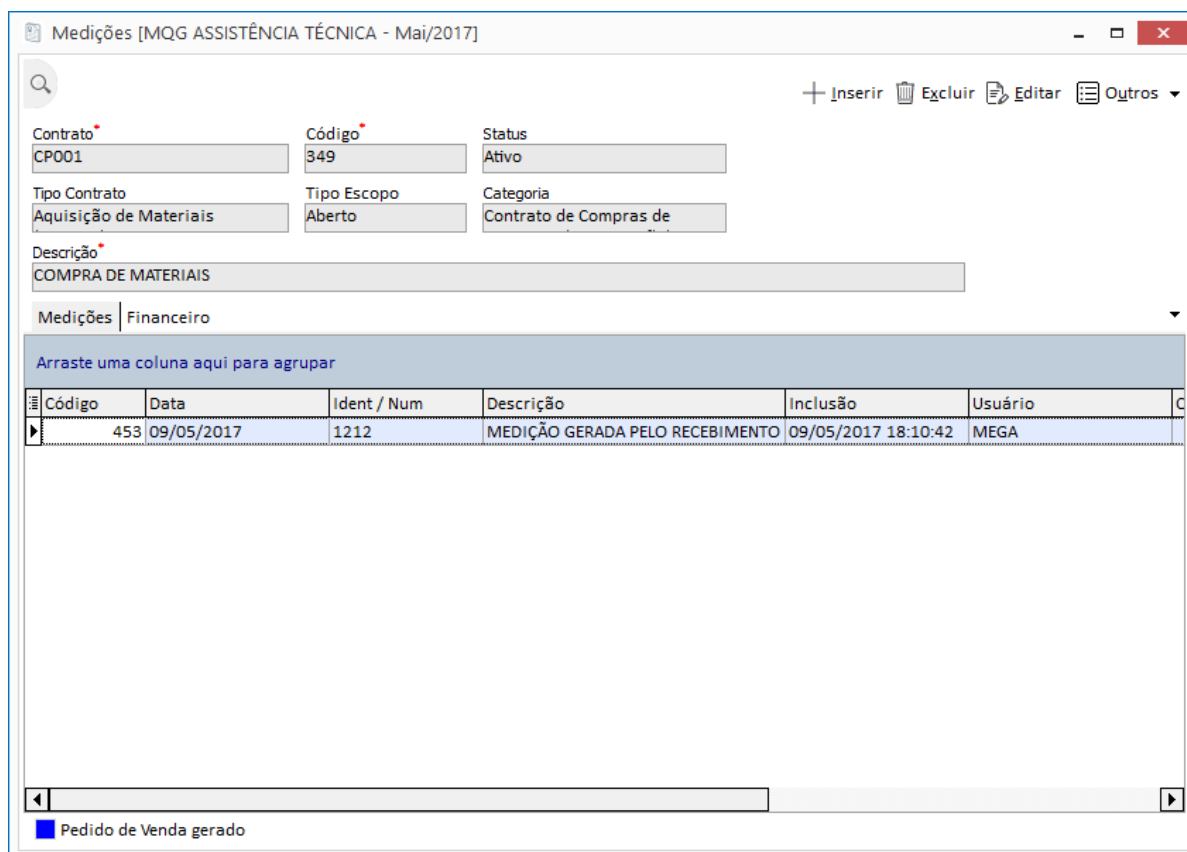 Medições [MQG ASSISTÊNCIA TÉCNICA - Mai/2017]
Inserir Excluir Editar Outros
Contrato* Código* Status
CP001 349 Ativo
Tipo Contrato Tipo Escopo Categoria
Aquisição de Materiais Aberto Contrato de Compras de
Descrição*
COMPRA DE MATERIAIS
Medições Financeiro
Arraste uma coluna aqui para agrupar
Código Data Ident / Num Descrição Inclusão Usuário
453 09/05/2017 1212 MEDIÇÃO GERADA PELO RECEBIMENTO 09/05/2017 18:10:42 MEGA
Pedido de Venda gerado